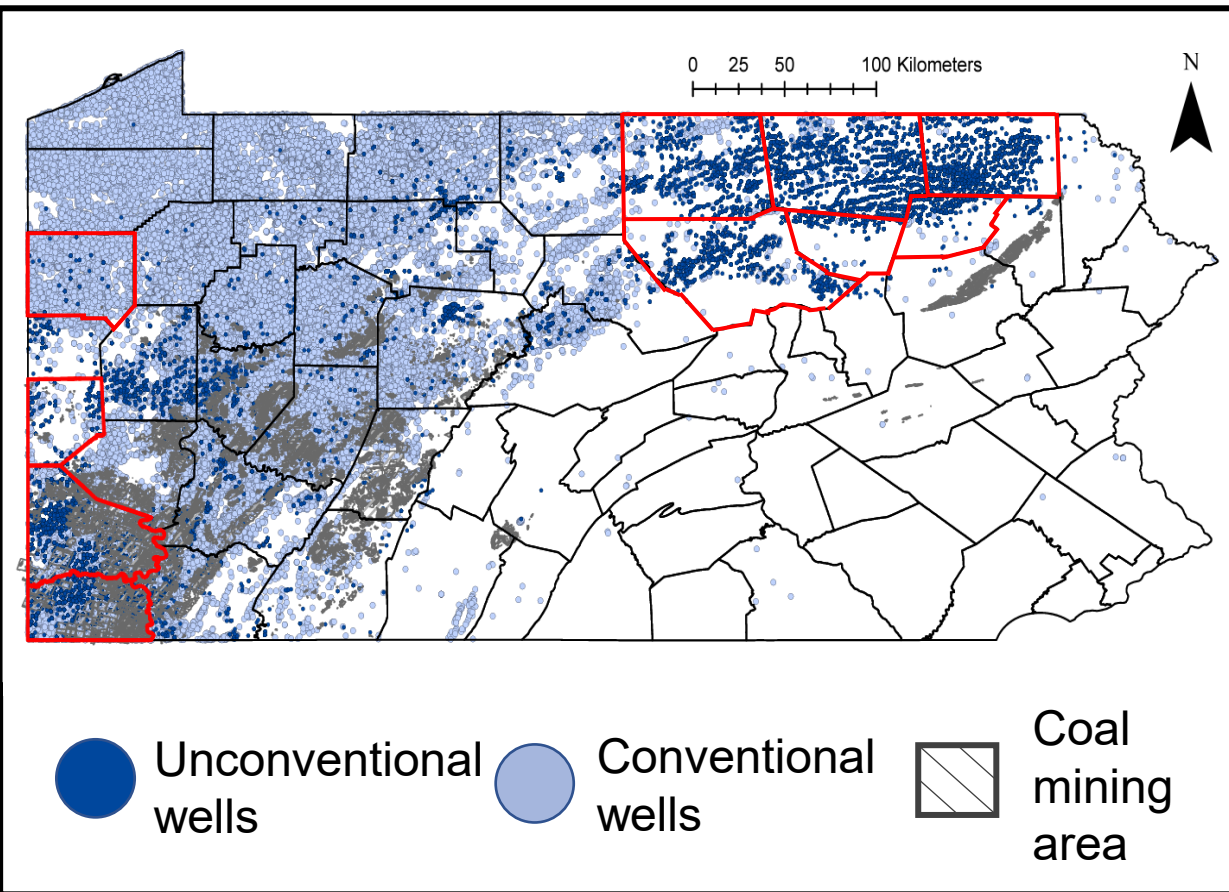 0 25 50 100 Kilometers
N
Unconventional
wells
Conventional
wells
Coal
mining
area